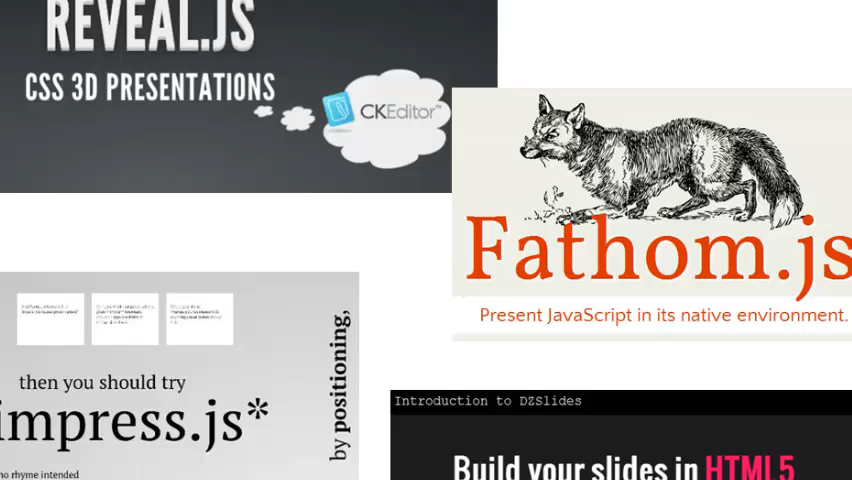 REVEAL.JS
CSS 3D PRESENTATIONS
CKEditor™
Fathom.js
Present JavaScript in its native environment.
then you should try
impress.js*
no rhyme intended
by positioning,
Introduction to DZSlides
Build your slides in HTML5